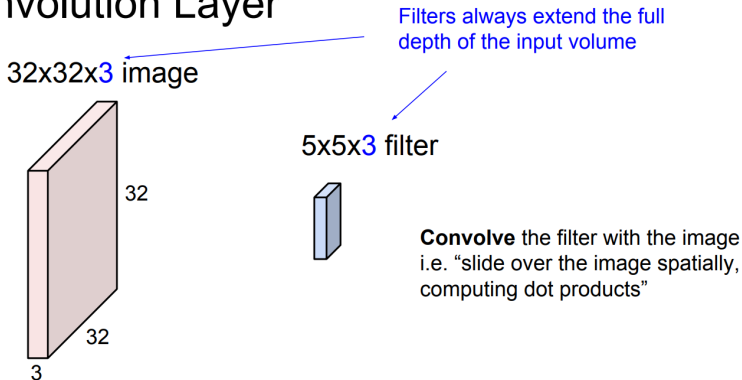 nvolution Layer
Filters always extend the full
depth of the input volume
32x32x3 image
5x5x3 filter
32
32
3
Convolve the filter with the image
i.e. “slide over the image spatially,
computing dot products”